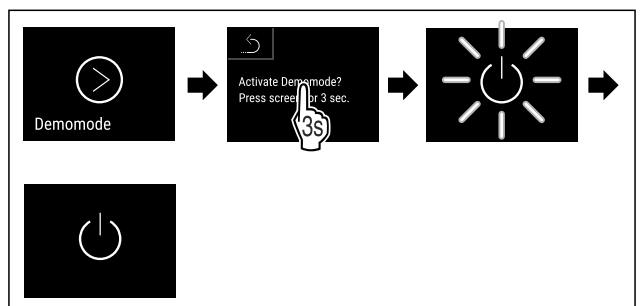 Demomode
Activate Demomode?
Press screen for 3 sec.
3s